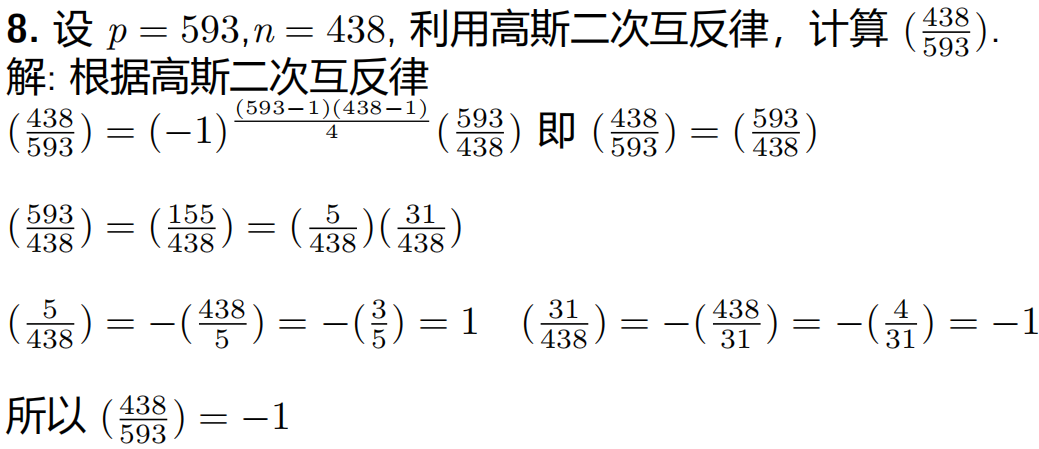 8. 设 $p = 593, n = 438$, 利用高斯二次互反律，计算 $(\frac{438}{593})$.
解: 根据高斯二次互反律
$(\frac{438}{593}) = (-1)^{\frac{(593-1)(438-1)}{4}} (\frac{593}{438})$ 即 $(\frac{438}{593}) = (\frac{593}{438})$
$(\frac{593}{438}) = (\frac{155}{438}) = (\frac{5}{438})(\frac{31}{438})$
$(\frac{5}{438}) = -(\frac{438}{5}) = -(\frac{3}{5}) = 1$ $(\frac{31}{438}) = -(\frac{438}{31}) = -(\frac{4}{31}) = -1$
所以 $(\frac{438}{593}) = -1$